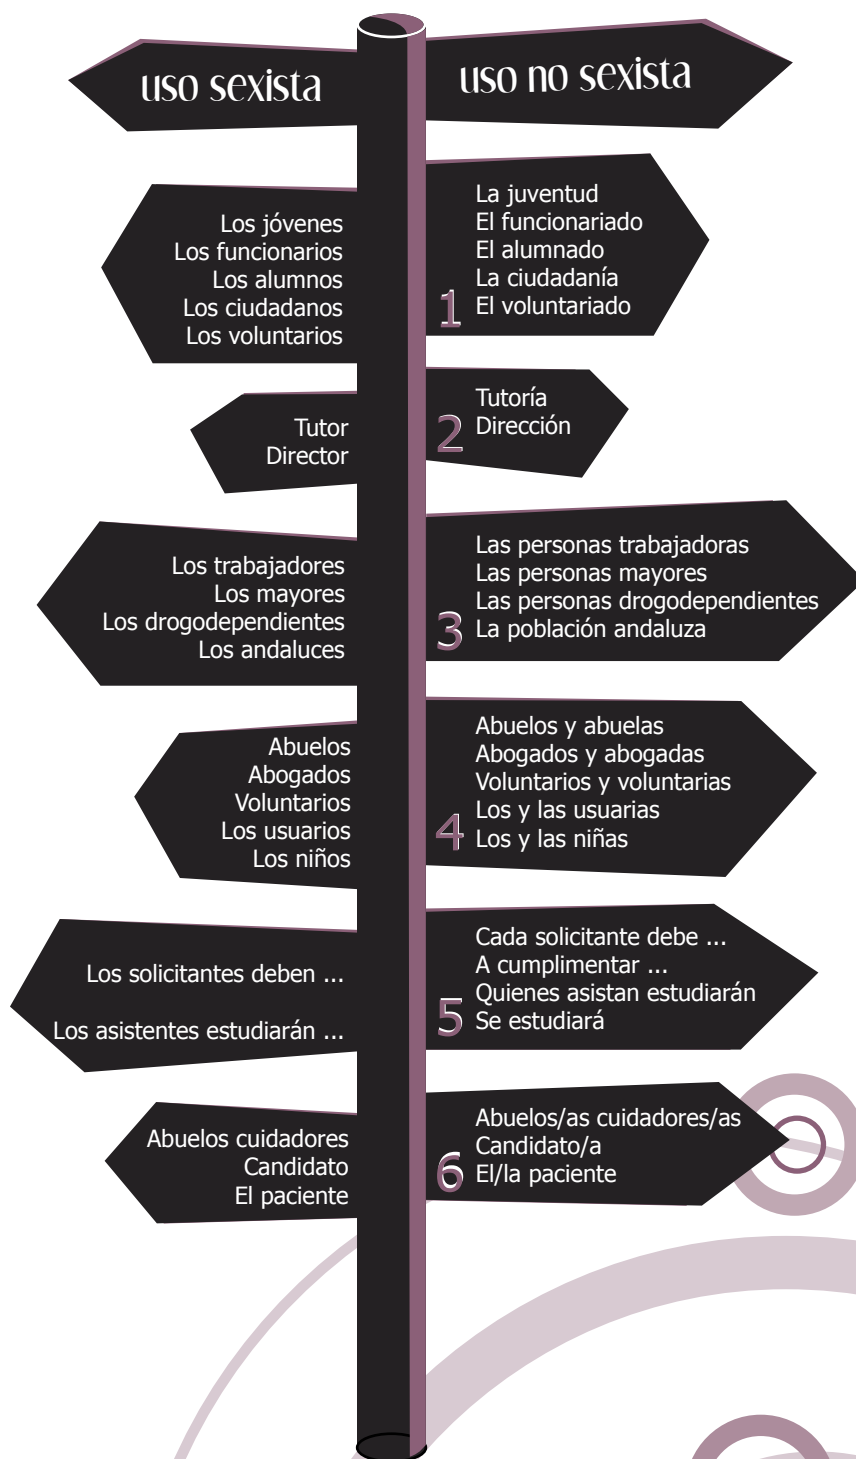 uso sexista
uso no sexista
Los jóvenes
Los funcionarios
Los alumnos
Los ciudadanos
Los voluntarios
1
La juventud
El funcionariado
El alumnado
La ciudadanía
El voluntariado
Tutor
Director
2
Tutoría
Dirección
Los trabajadores
Los mayores
Los drogodependientes
Los andaluces
3
Las personas trabajadoras
Las personas mayores
Las personas drogodependientes
La población andaluza
Abuelos
Abogados
Voluntarios
Los usuarios
Los niños
4
Abuelos y abuelas
Abogados y abogadas
Voluntarios y voluntarias
Los y las usuarias
Los y las niñas
Los solicitantes deben ...
Los asistentes estudiarán ...
5
Cada solicitante debe ...
A cumplimentar ...
Quienes asistan estudiarán
Se estudiará
Abuelos cuidadores
Candidato
El paciente
6
Abuelos/as cuidadores/as
Candidato/a
El/la paciente